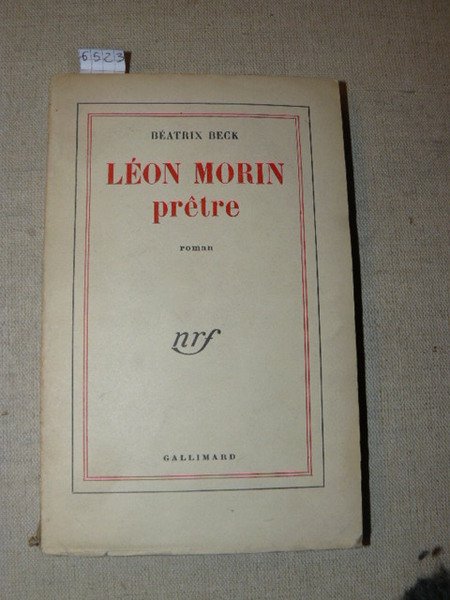 6523
BÉATRIX BECK
LÉON MORIN
prêtre
roman
nrf
GALLIMARD